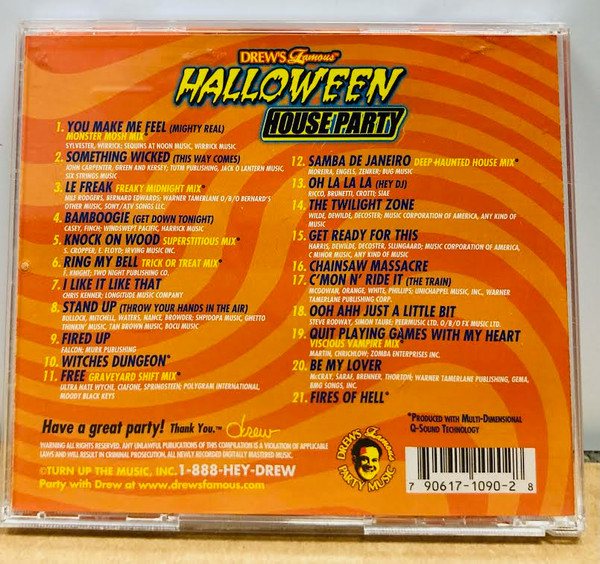 DREW'S Famous™
HALLOWEEN
HOUSE PARTY
1. YOU MAKE ME FEEL (MIGHTY REAL)
MONSTER MOSH MIX*
SYLVESTER, WIRRICK; SEQUINS AT NOON MUSIC, WIRRICK MUSIC
2. SOMETHING WICKED (THIS WAY COMES)
JOHN CARPENTER, GREEN AND KERSEY; TUTM PUBLISHING, JACK O LANTERN MUSIC,
SIX STRINGS MUSIC
3. LE FREAK FREAKY MIDNIGHT MIX*
NILE RODGERS, BERNARD EDWARDS; WARNER TAMERLANE O/B/O BERNARD'S
OTHER MUSIC, SONY/ATV SONGS LLC.
4. BAMBOOGIE (GET DOWN TONIGHT)
CASEY, FINCH; WINDSWEPT PACIFIC, HARRICK MUSIC
5. KNOCK ON WOOD SUPERSTITIOUS MIX*
S. CROPPER, E. FLOYD; IRVING MUSIC INC.
6. RING MY BELL TRICK OR TREAT MIX*
F. KNIGHT; TWO NIGHT PUBLISHING CO.
7. I LIKE IT LIKE THAT
CHRIS KENNER; LONGITUDE MUSIC COMPANY
8. STAND UP (THROW YOUR HANDS IN THE AIR)
BULLOCK, MITCHELL, WATERS, NANCE, BROWDER; SHPIDOPA MUSIC, GHETTO
THINKIN' MUSIC, TAN BROWN MUSIC, BOCU MUSIC
9. FIRED UP
FALCON; MURK PUBLISHING
10. WITCHES DUNGEON*
11. FREE GRAVEYARD SHIFT MIX*
ULTRA NATE WYCHE, CIAFONE, SPRINGSTEEN; POLYGRAM INTERNATIONAL,
MOODY BLACK KEYS
12. SAMBA DE JANEIRO DEEP-HAUNTED HOUSE MIX*
MORIERA, ENGELS, ZENKER; BUG MUSIC
13. OH LA LA LA (HEY DJ)
RICCO, BRUNETTI, CROTTI; SIAE
14. THE TWILIGHT ZONE
WILDE, DEWILDE, DECOSTER; MUSIC CORPORATION OF AMERICA, ANY KIND OF
MUSIC
15. GET READY FOR THIS
HARRIS, DEWILDE, DECOSTER, SLIJNGAARD; MUSIC CORPORATION OF AMERICA,
C MINOR MUSIC, ANY KIND OF MUSIC
16. CHAINSAW MASSACRE
17. C'MON N' RIDE IT (THE TRAIN)
MCGOWAN, ORANGE, WHITE, PHILLIPS; UNICHAPPEL MUSIC, INC., WARNER
TAMERLANE PUBLISHING CORP.
18. OOH AHH JUST A LITTLE BIT
STEVE RODWAY, SIMON TAUBE; PEERMUSIC LTD. O/B/O FX MUSIC LTD.
19. QUIT PLAYING GAMES WITH MY HEART
VISCIOUS VAMPIRE MIX*
MARTIN, CHRICHLOW; ZOMBA ENTERPRISES INC.
20. BE MY LOVER
MCCRAY, SARAF, BRENNER, THORTON; WARNER TAMERLANE PUBLISHING, GEMA,
BMG SONGS, INC.
21. FIRES OF HELL*
*PRODUCED WITH MULTI-DIMENSIONAL
Q-SOUND TECHNOLOGY
Have a great party! Thank You.™ Drew
WARNING ALL RIGHTS RESERVED. ANY UNLAWFUL PUBLICATIONS OF THIS COMPILATION IS A VIOLATION OF APPLICABLE
LAWS AND WILL RESULT IN CRIMINAL PROSECUTION, ALL NEWLY RECORDED DIGITALLY MASTERED MUSIC.
©TURN UP THE MUSIC, INC. 1-888-HEY-DREW
Party with Drew at www.drewsfamous.com
DREW'S Famous
PARTY MUSIC
7 90617-1090-2 8